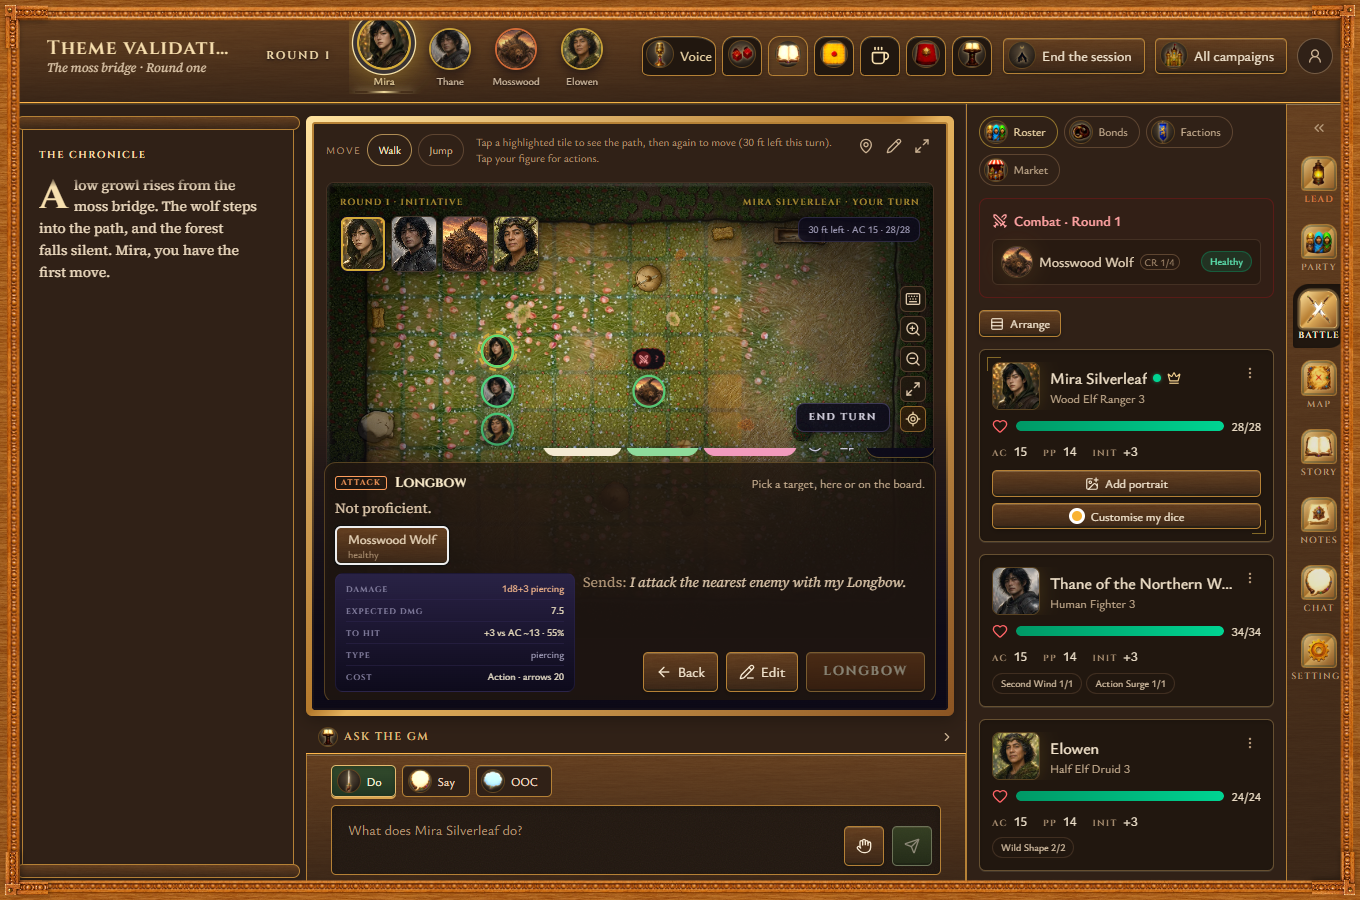 THEME VALIDATI...
The moss bridge · Round one
ROUND 1
Mira
Thane
Mosswood
Elowen
Voice
End the session
All campaigns
THE CHRONICLE
A low growl rises from the
moss bridge. The wolf steps
into the path, and the forest
falls silent. Mira, you have the
first move.
MOVE
Walk
Jump
Tap a highlighted tile to see the path, then again to move (30 ft left this turn).
Tap your figure for actions.
ROUND 1 · INITIATIVE
MIRA SILVERLEAF · YOUR TURN
30 ft left · AC 15 · 28/28
END TURN
ATTACK
LONGBOW
Pick a target, here or on the board.
Not proficient.
Mosswood Wolf
healthy
DAMAGE
1d8+3 piercing
EXPECTED DMG
7.5
TO HIT
+3 vs AC ~13 · 55%
TYPE
piercing
COST
Action · arrows 20
Sends: I attack the nearest enemy with my Longbow.
Back
Edit
LONGBOW
ASK THE GM
Do
Say
OOC
What does Mira Silverleaf do?
Roster
Bonds
Factions
Market
Combat · Round 1
Mosswood Wolf
CR 1/4
Healthy
Arrange
Mira Silverleaf
Wood Elf Ranger 3
28/28
AC 15 PP 14 INIT +3
Add portrait
Customise my dice
Thane of the Northern W...
Human Fighter 3
34/34
AC 15 PP 14 INIT +3
Second Wind 1/1
Action Surge 1/1
Elowen
Half Elf Druid 3
24/24
AC 15 PP 14 INIT +3
Wild Shape 2/2
LEAD
PARTY
BATTLE
MAP
STORY
NOTES
CHAT
SETTING